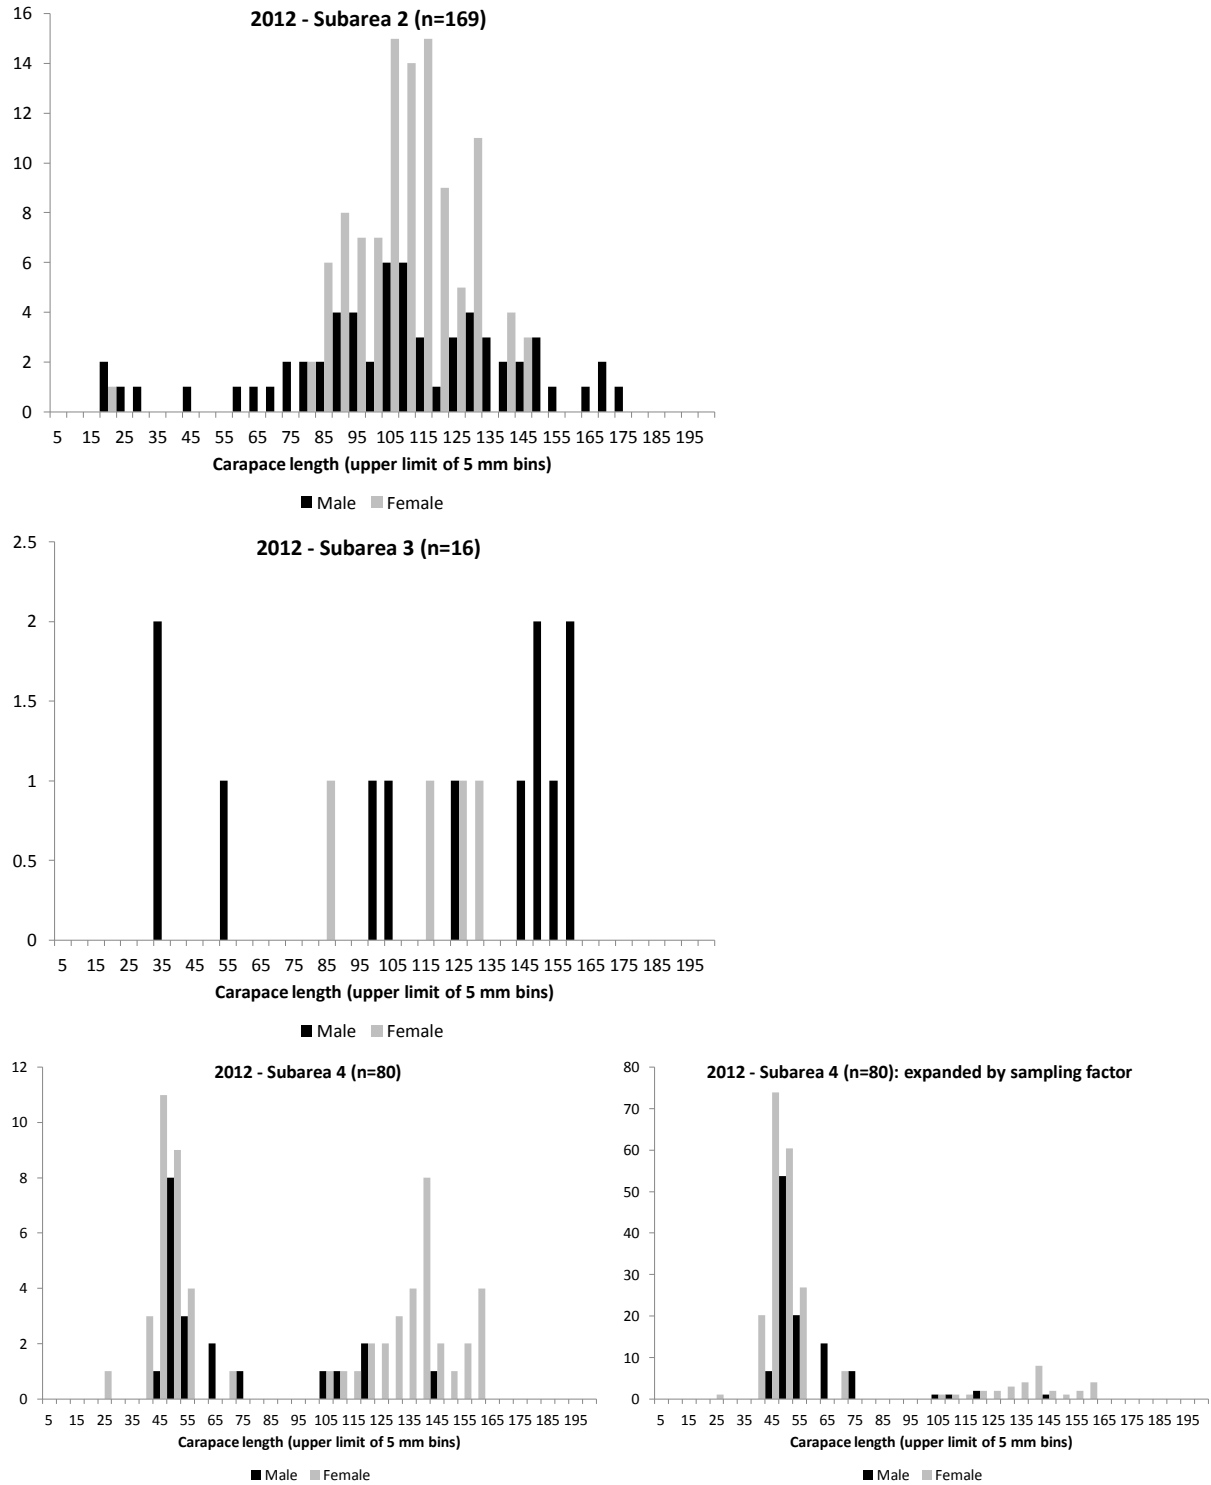 2012 - Subarea 2 (n=169)
16
14
12
10
8
6
4
2
0
5 15 25 35 45 55 65 75 85 95 105 115 125 135 145 155 165 175 185 195
Carapace length (upper limit of 5 mm bins)
Male Female
2012 - Subarea 3 (n=16)
2.5
2
1.5
1
0.5
0
5 15 25 35 45 55 65 75 85 95 105 115 125 135 145 155 165 175 185 195
Carapace length (upper limit of 5 mm bins)
Male Female
2012 - Subarea 4 (n=80)
12
10
8
6
4
2
0
5 15 25 35 45 55 65 75 85 95 105 115 125 135 145 155 165 175 185 195
Carapace length (upper limit of 5 mm bins)
Male Female
2012 - Subarea 4 (n=80): expanded by sampling factor
80
70
60
50
40
30
20
10
0
5 15 25 35 45 55 65 75 85 95 105 115 125 135 145 155 165 175 185 195
Carapace length (upper limit of 5 mm bins)
Male Female